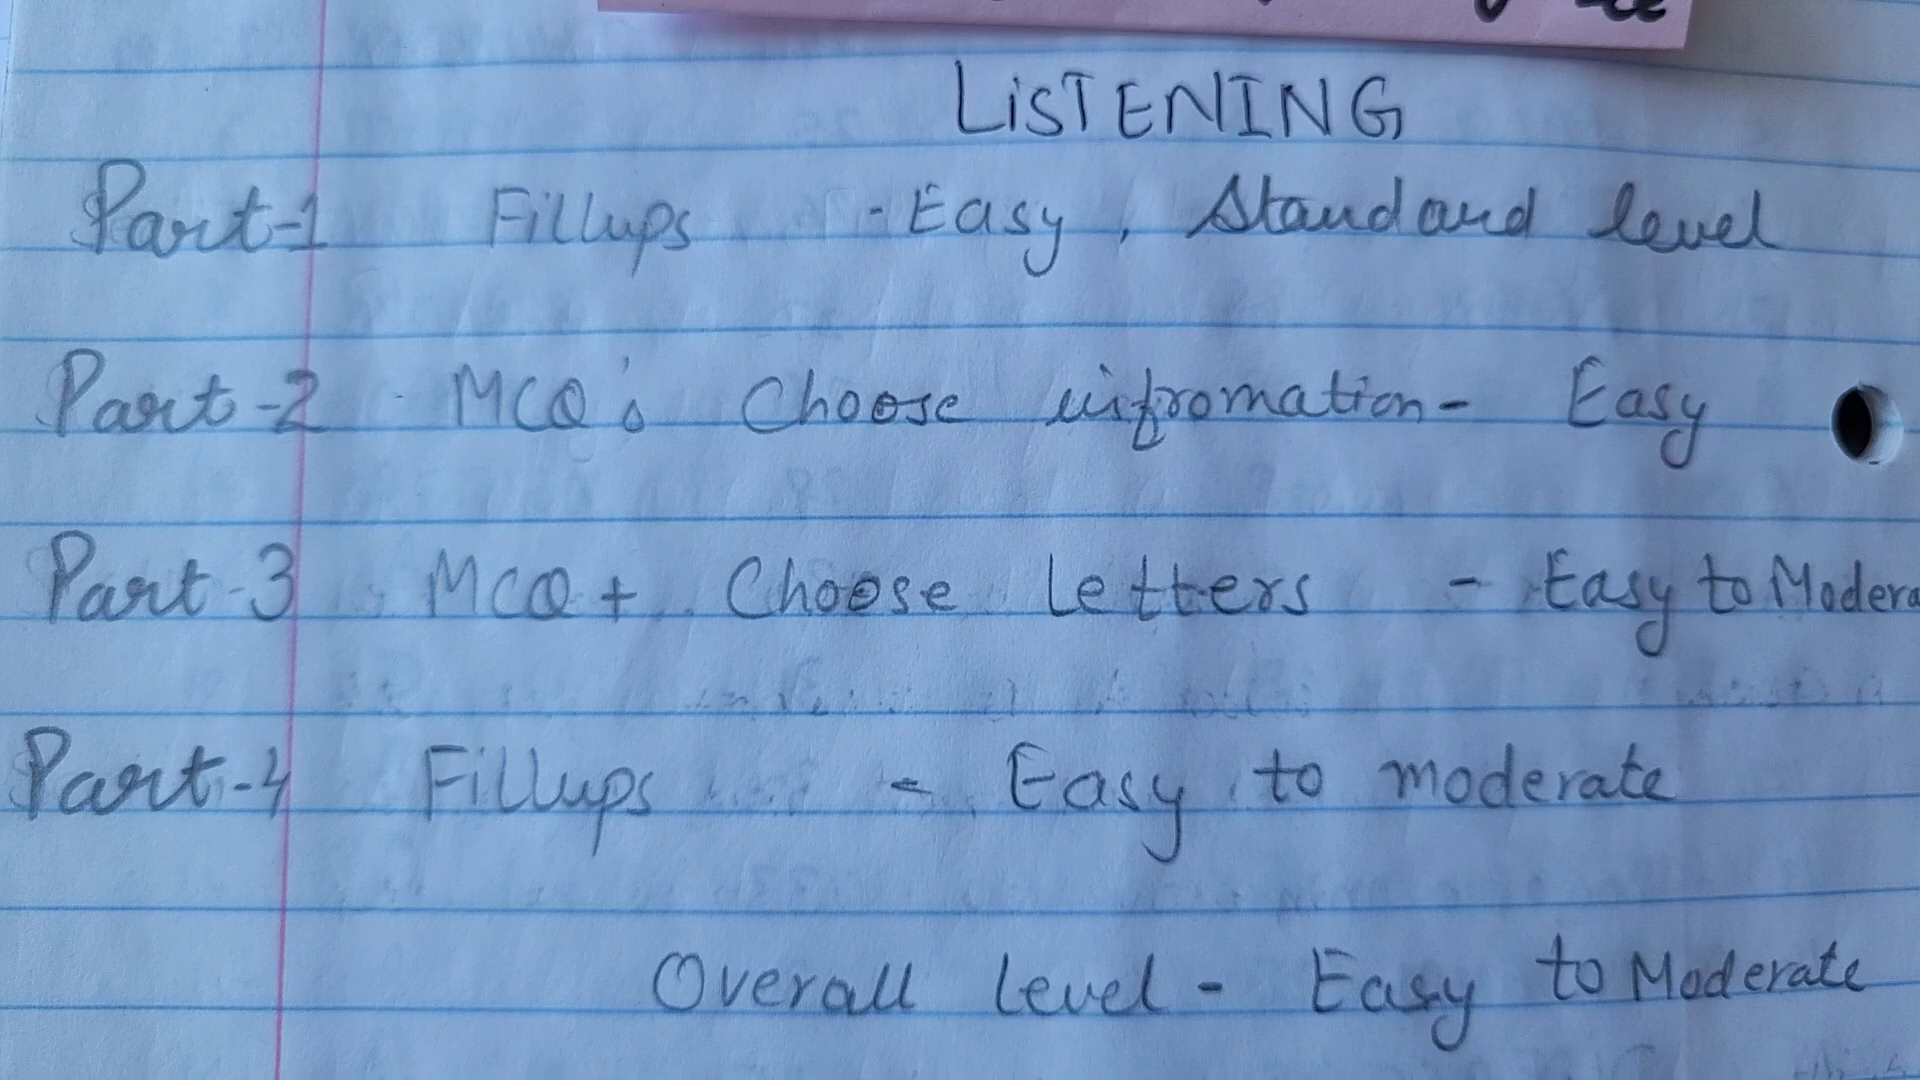 LiSTENING
Part-1 Fillups - Easy, Standard level
Part-2 MCQ's Choose infromation - Easy
Part-3 MCQ + Choose letters - Easy to Modera
Part-4 Fillups - Easy to moderate
Overall level - Easy to Moderate